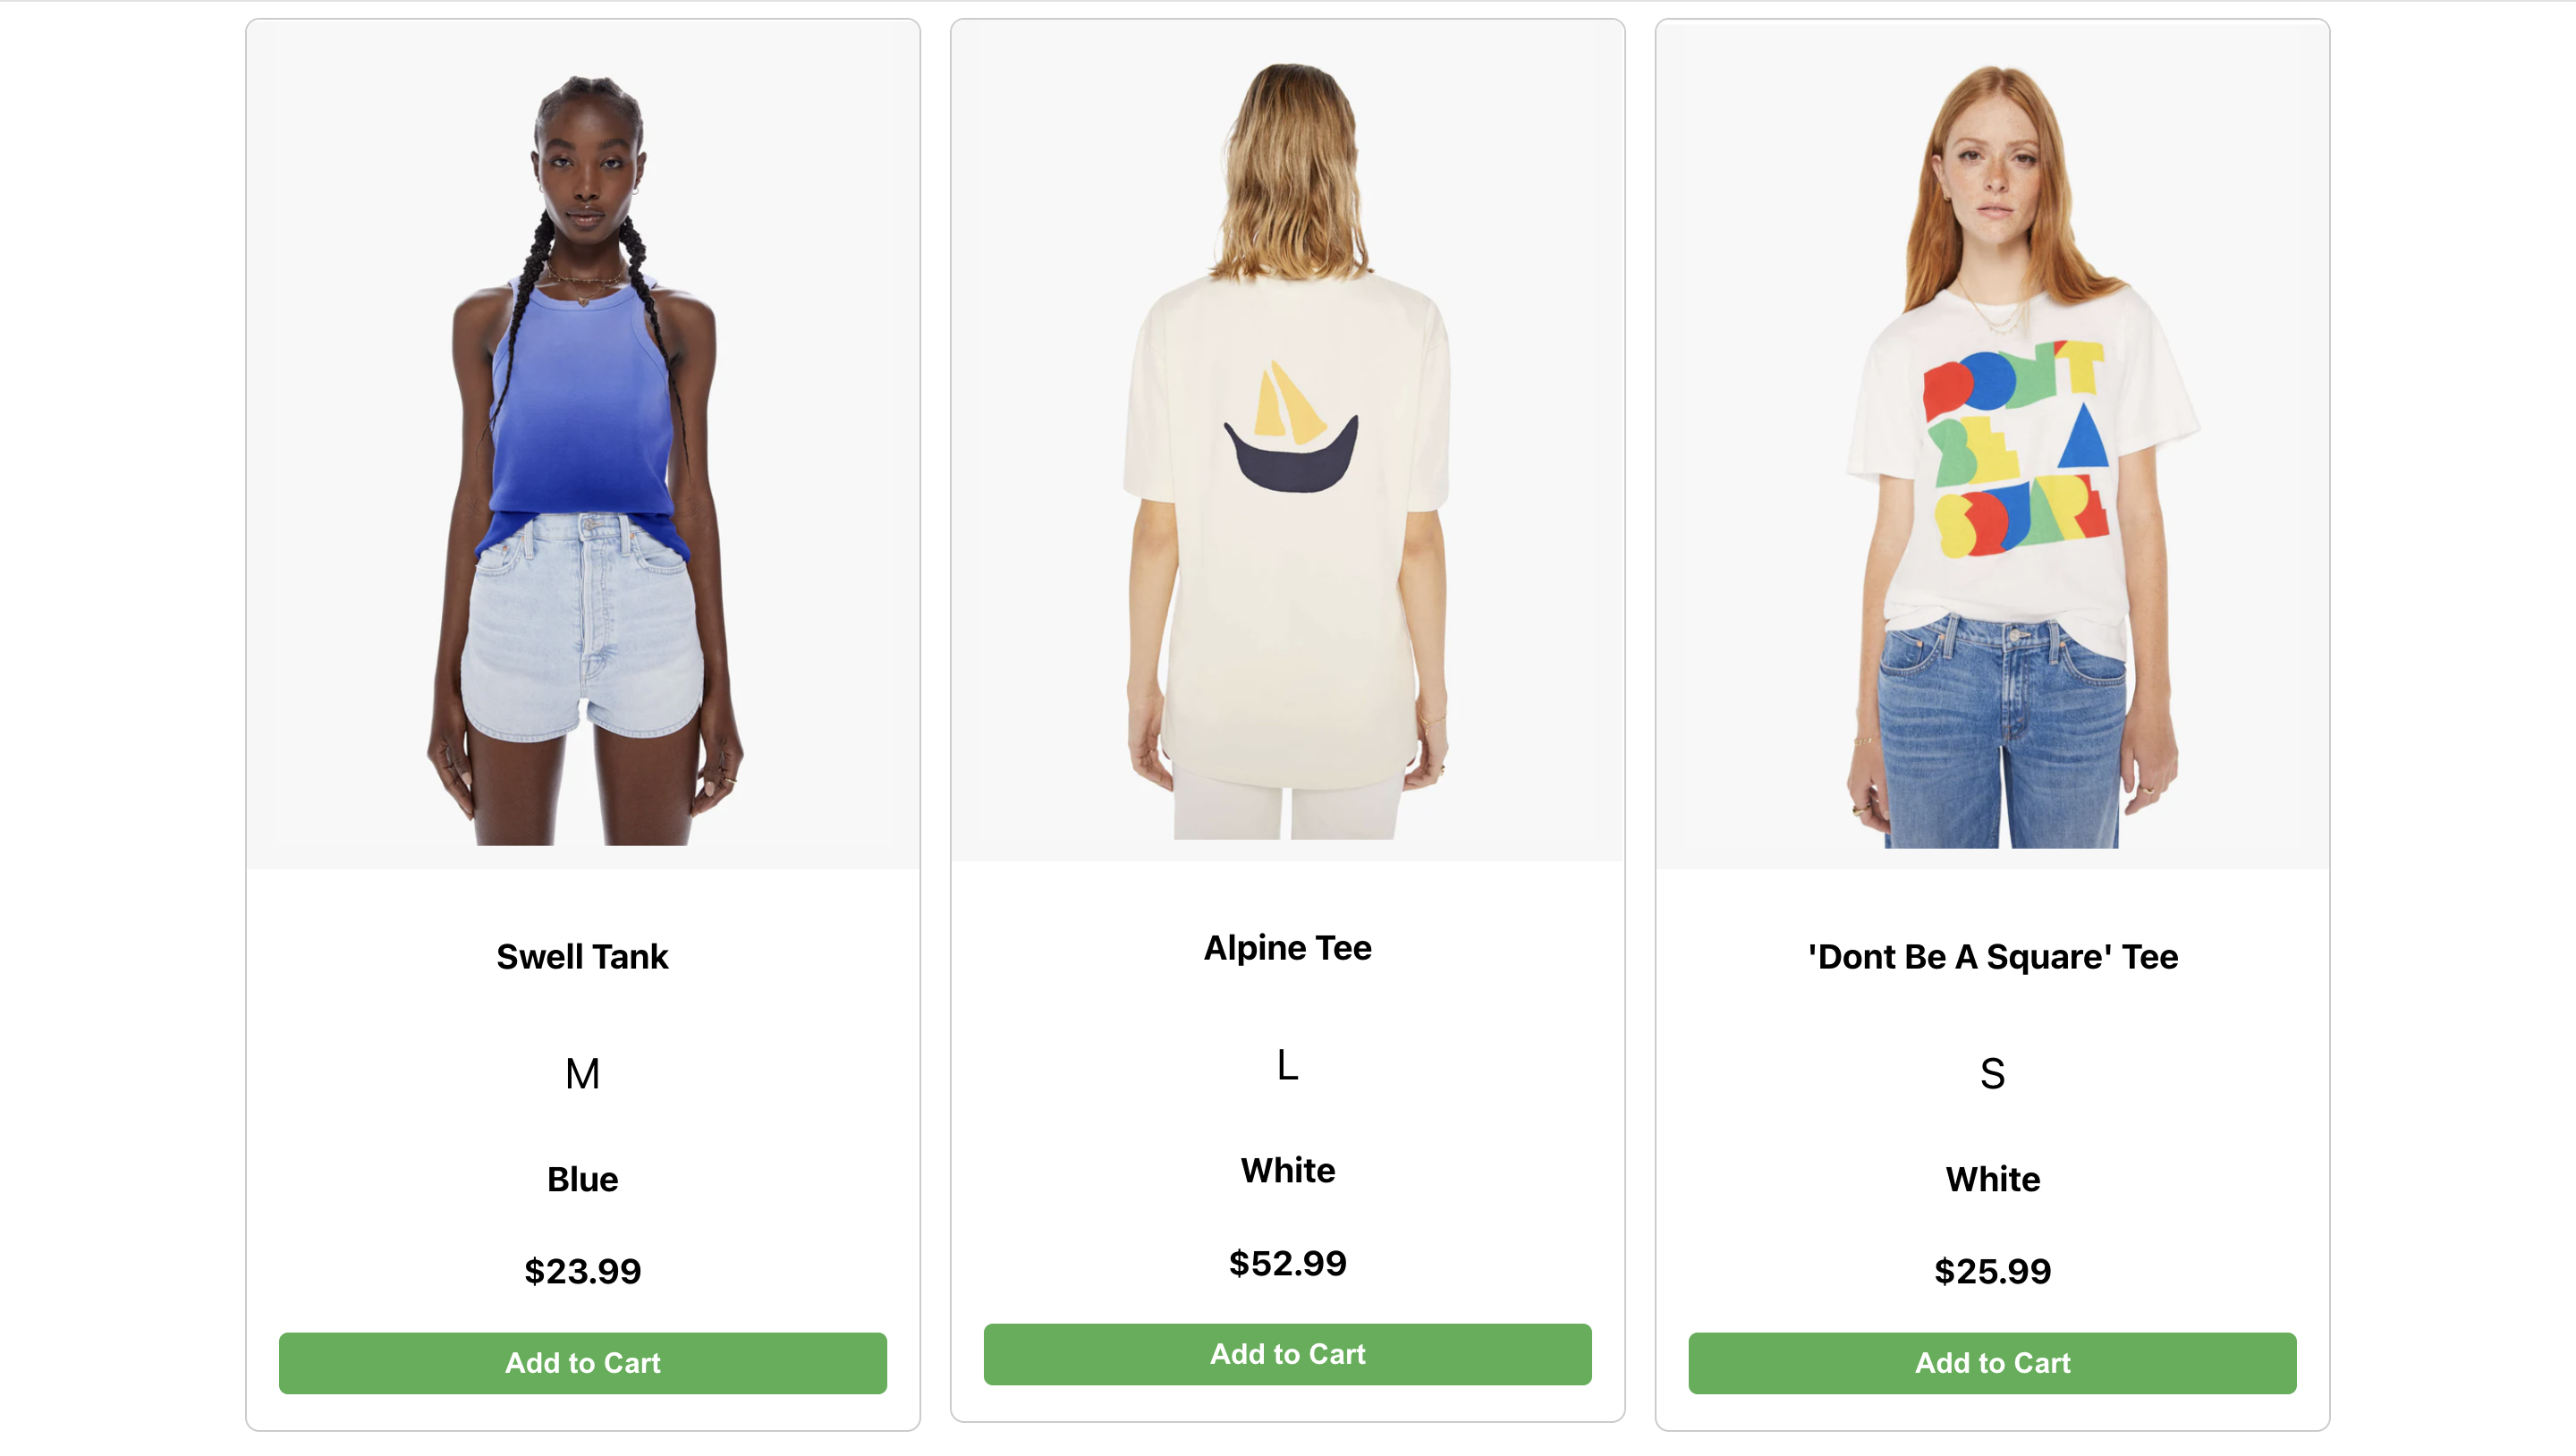 DON'T
BE A
SQUARE
Swell Tank
M
Blue
$23.99
Add to Cart
Alpine Tee
L
White
$52.99
Add to Cart
'Dont Be A Square' Tee
S
White
$25.99
Add to Cart